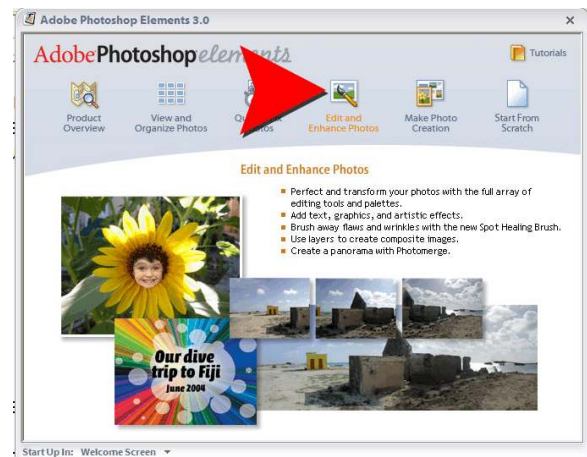 Adobe Photoshop Elements 3.0
Adobe Photoshop elements
Tutorials
Product
Overview
View and
Organize Photos
Edit and
Enhance Photos
Make Photo
Creation
Start From
Scratch
Edit and Enhance Photos
Perfect and transform your photos with the full array of
editing tools and palettes.
Add text, graphics, and artistic effects.
Brush away flaws and wrinkles with the new Spot Healing Brush.
Use layers to create composite images.
Create a panorama with Photomerge.
Our dive
trip to Fiji
June 2004
Start Up In: Welcome Screen